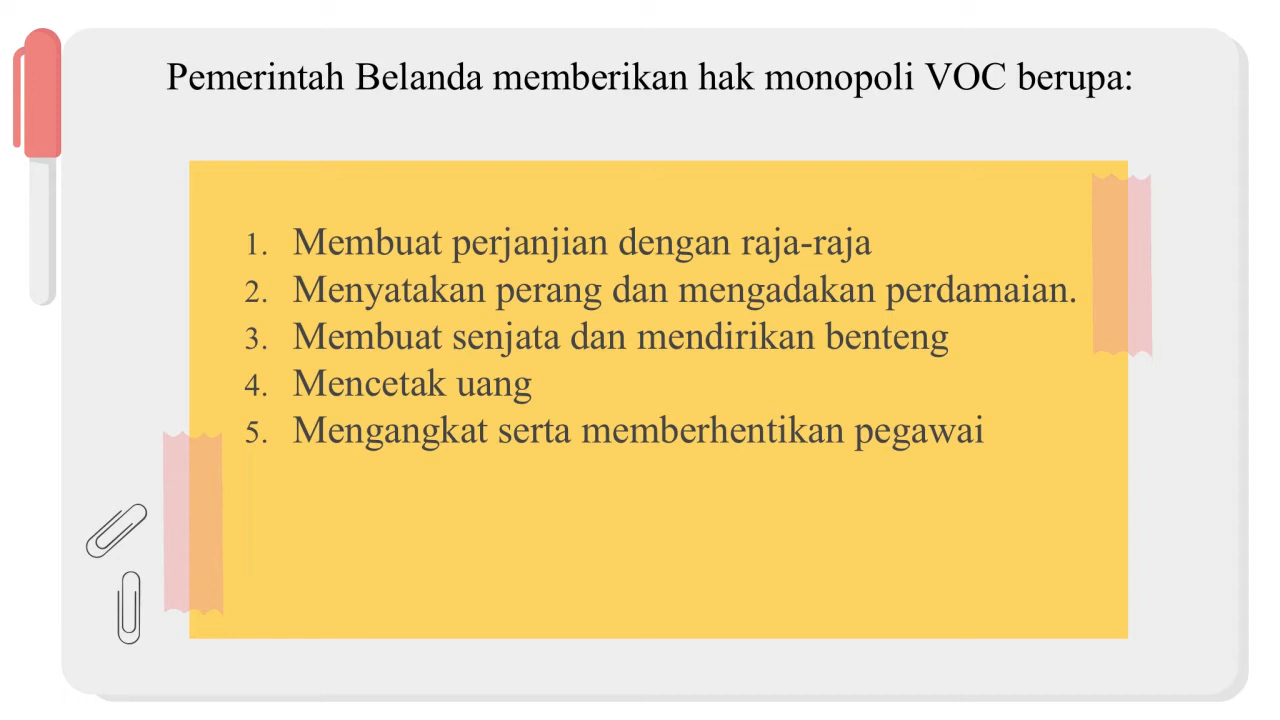 Pemerintah Belanda memberikan hak monopoli VOC berupa:
1. Membuat perjanjian dengan raja-raja
2. Menyatakan perang dan mengadakan perdamaian.
3. Membuat senjata dan mendirikan benteng
4. Mencetak uang
5. Mengangkat serta memberhentikan pegawai